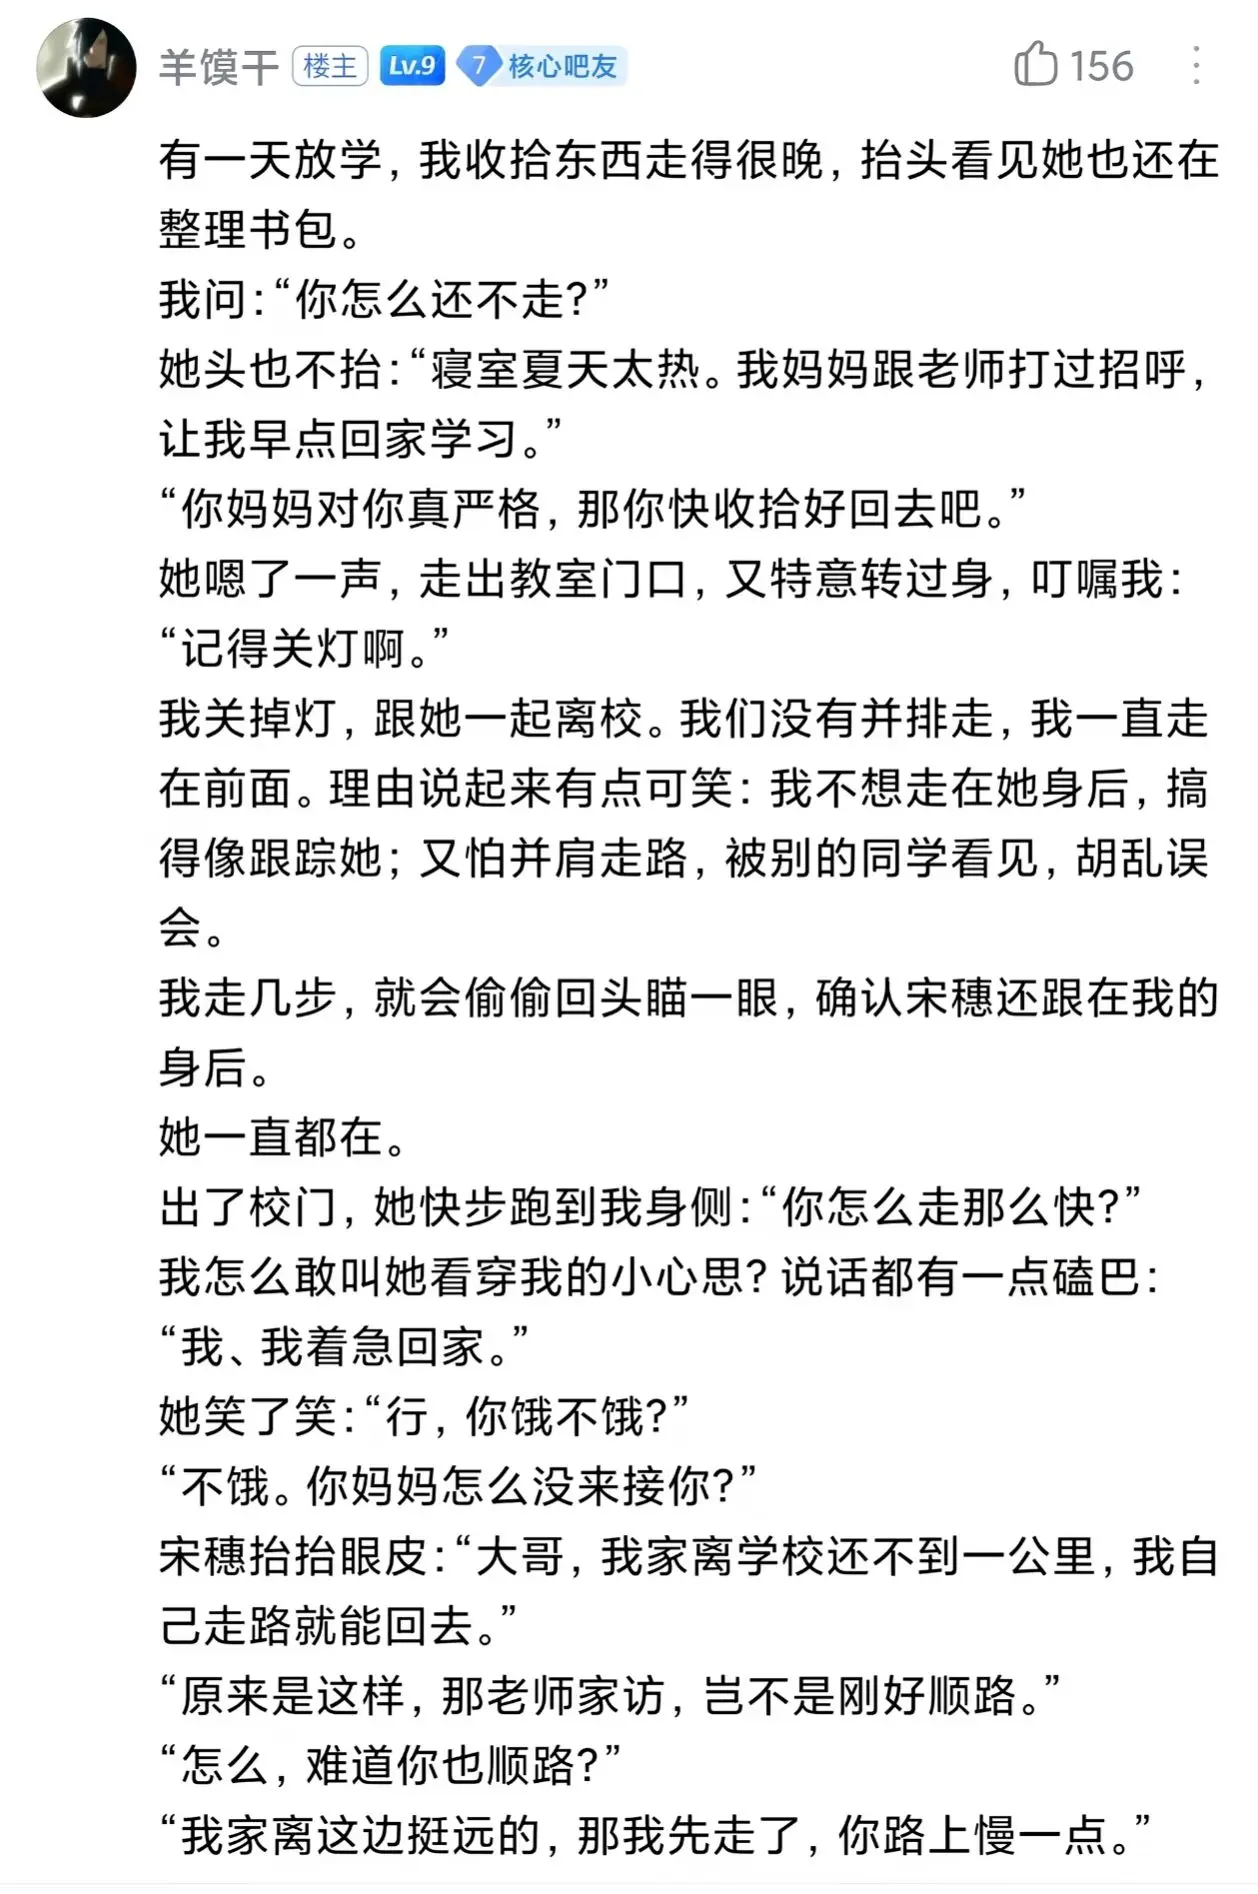 羊馍干 楼主 Lv.9 7 核心吧友 156
有一天放学，我收拾东西走得很晚，抬头看见她也还在
整理书包。
我问：“你怎么还不走？”
她头也不抬：“寝室夏天太热。我妈妈跟老师打过招呼，
让我早点回家学习。”
“你妈妈对你真严格，那你快收拾好回去吧。”
她嗯了一声，走出教室门口，又特意转过身，叮嘱我：
“记得关灯啊。”
我关掉灯，跟她一起离校。我们没有并排走，我一直走
在前面。理由说起来有点可笑：我不想走在她身后，搞
得像跟踪她；又怕并肩走路，被别的同学看见，胡乱误
会。
我走几步，就会偷偷回头瞄一眼，确认宋穗还跟在我的
身后。
她一直都在。
出了校门，她快步跑到我身侧：“你怎么走那么快？”
我怎么敢叫她看穿我的小心思？说话都有一点磕巴：
“我、我着急回家。”
她笑了笑：“行，你饿不饿？”
“不饿。你妈妈怎么没来接你？”
宋穗抬抬眼皮：“大哥，我家离学校还不到一公里，我自
己走路就能回去。”
“原来是这样，那老师家访，岂不是刚好顺路。”
“怎么，难道你也顺路？”
“我家离这边挺远的，那我先走了，你路上慢一点。”